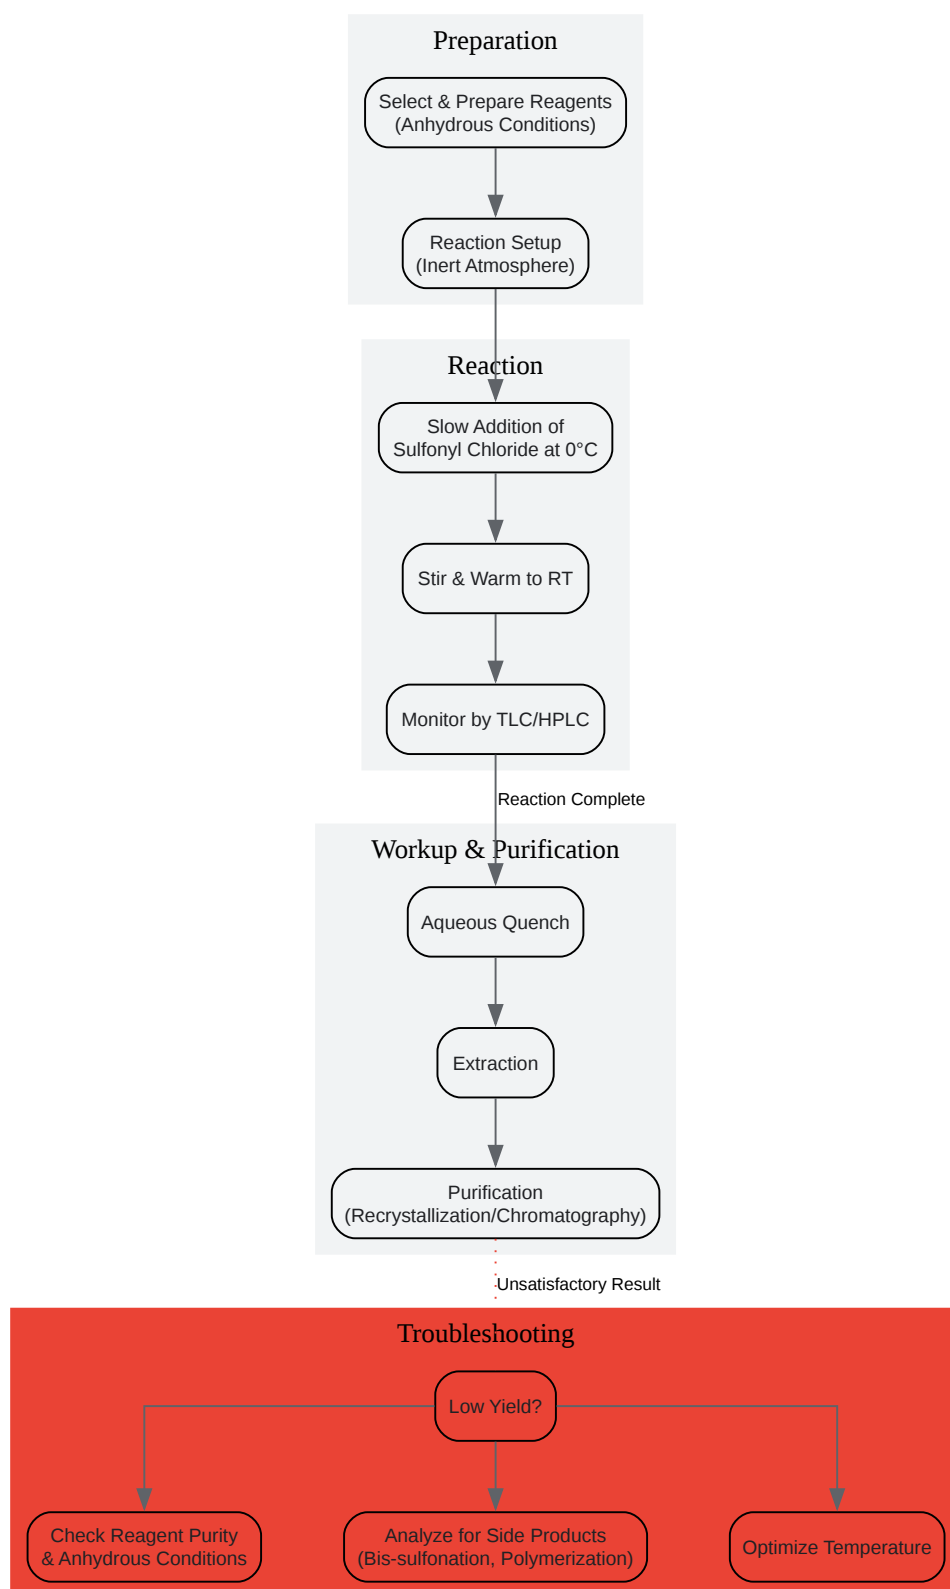 Preparation
Select & Prepare Reagents
(Anhydrous Conditions)
Reaction Setup
(Inert Atmosphere)
Reaction
Slow Addition of
Sulfonyl Chloride at 0°C
Stir & Warm to RT
Monitor by TLC/HPLC
Reaction Complete
Workup & Purification
Aqueous Quench
Extraction
Purification
(Recrystallization/Chromatography)
Unsatisfactory Result
Troubleshooting
Low Yield?
Check Reagent Purity
& Anhydrous Conditions
Analyze for Side Products
(Bis-sulfonation, Polymerization)
Optimize Temperature